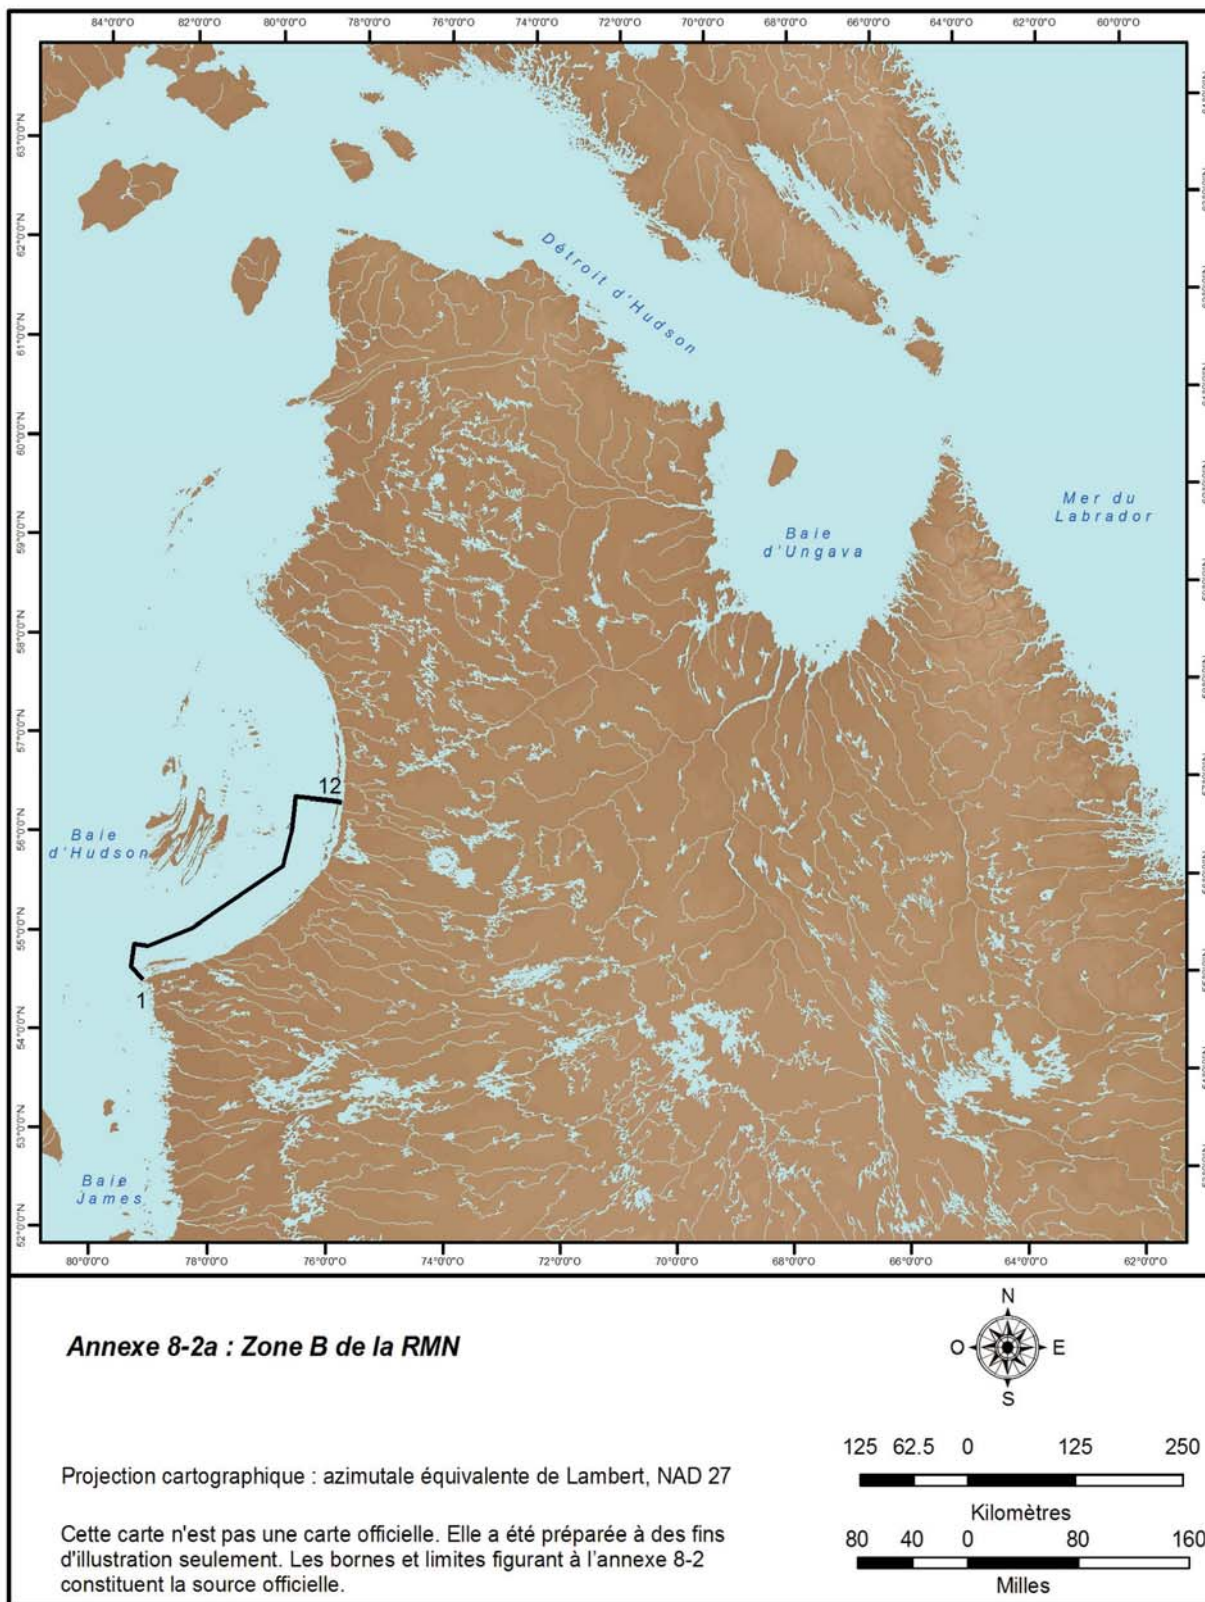 84°0'0"O 82°0'0"O 80°0'0"O 78°0'0"O 76°0'0"O 74°0'0"O 72°0'0"O 70°0'0"O 68°0'0"O 66°0'0"O 64°0'0"O 62°0'0"O 60°0'0"O
63°0'0"N
62°0'0"N
61°0'0"N
60°0'0"N
59°0'0"N
58°0'0"N
57°0'0"N
56°0'0"N
55°0'0"N
54°0'0"N
53°0'0"N
52°0'0"N
Détroit d'Hudson
Mer du
Labrador
Baie
d'Ungava
12
Baie
d'Hudson
1
Baie
James
80°0'0"O 78°0'0"O 76°0'0"O 74°0'0"O 72°0'0"O 70°0'0"O 68°0'0"O 66°0'0"O 64°0'0"O 62°0'0"O
Annexe 8-2a : Zone B de la RMN
N
O E
S
Projection cartographique : azimutale équivalente de Lambert, NAD 27
Cette carte n'est pas une carte officielle. Elle a été préparée à des fins
d'illustration seulement. Les bornes et limites figurant à l'annexe 8-2
constituent la source officielle.
125 62.5 0 125 250
Kilomètres
80 40 0 80 160
Milles